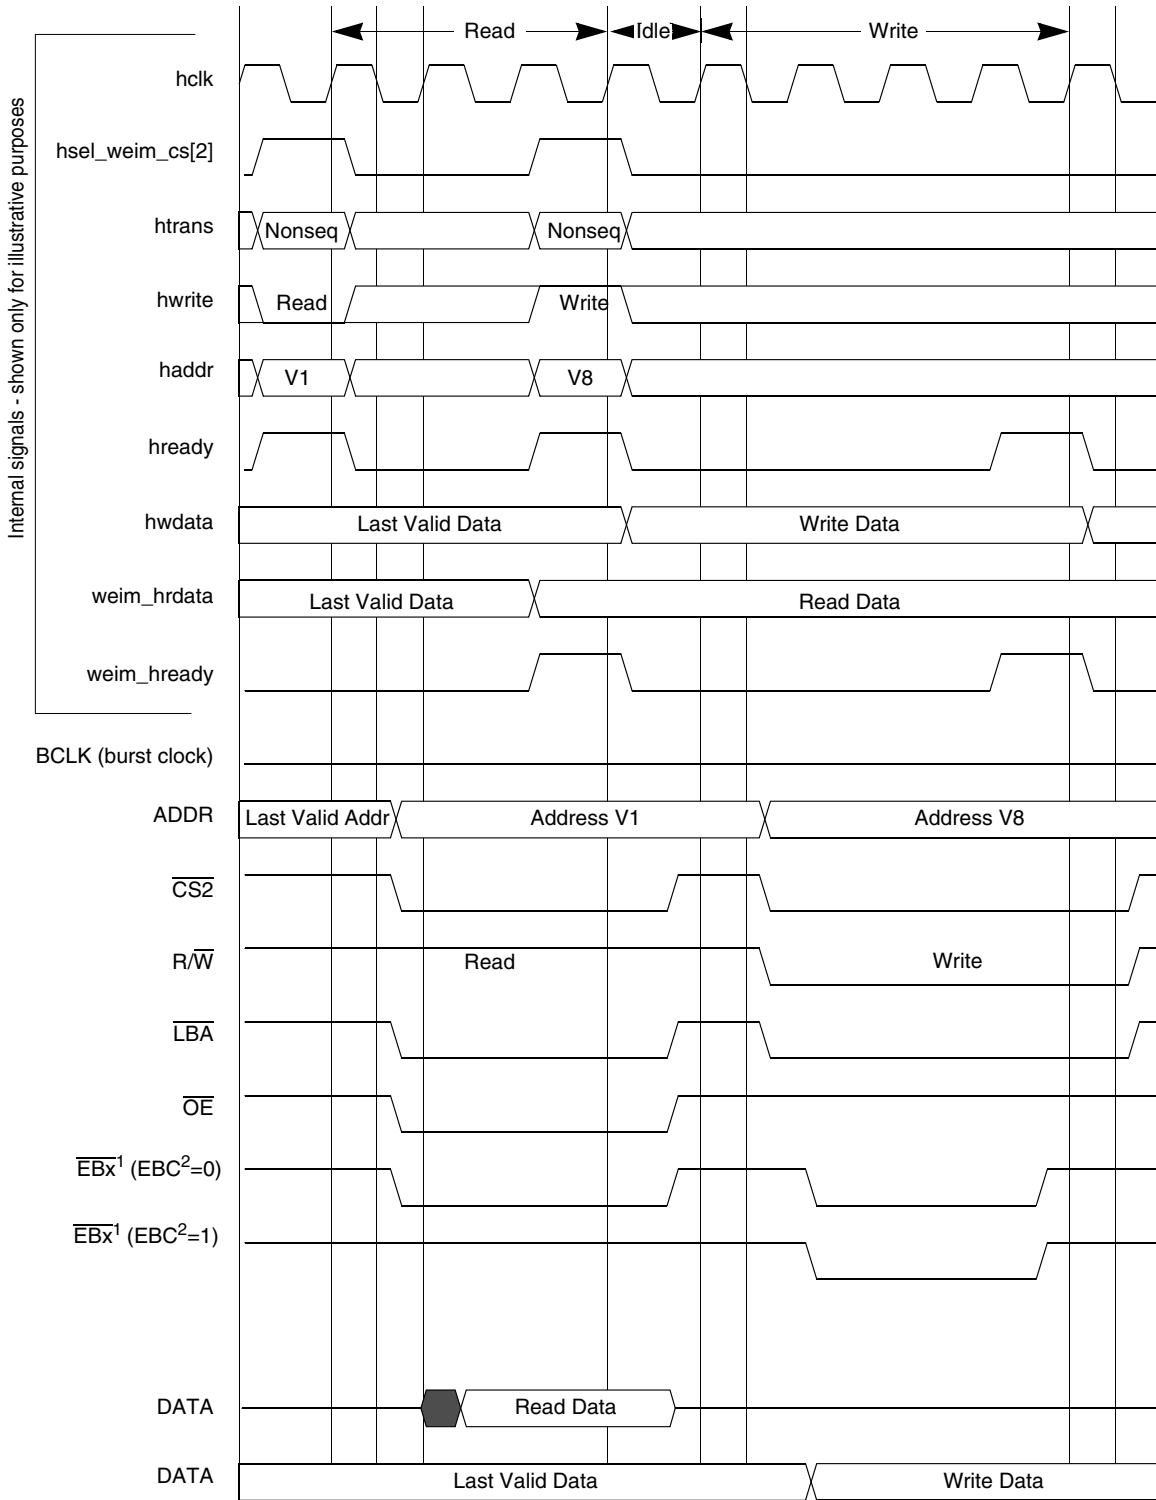 Read Idle Write
Internal signals - shown only for illustrative purposes
hclk
hsel_weim_cs[2]
htrans Nonseq Nonseq
hwrite Read Write
haddr V1 V8
hready
hwdata Last Valid Data Write Data
weim_hrdata Last Valid Data Read Data
weim_hready
BCLK (burst clock)
ADDR Last Valid Addr Address V1 Address V8
CS2
R/W Read Write
LBA
OE
EBx¹ (EBC²=0)
EBx¹ (EBC²=1)
DATA Read Data
DATA Last Valid Data Write Data